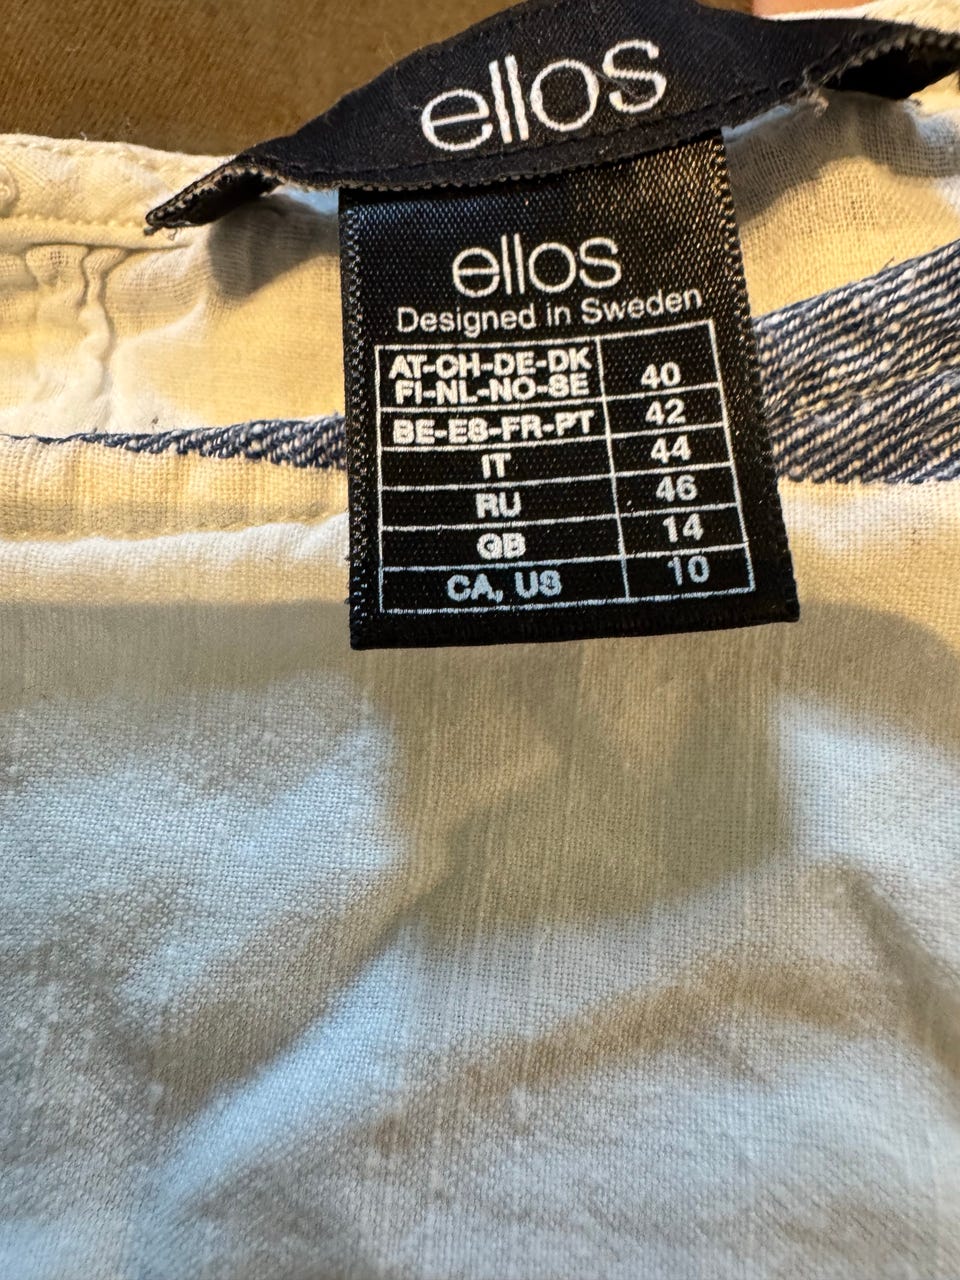 ellos
ellos
Designed in Sweden
AT-CH-DE-DK
FI-NL-NO-SE 40
BE-ES-FR-PT 42
IT 44
RU 46
GB 14
CA, US 10